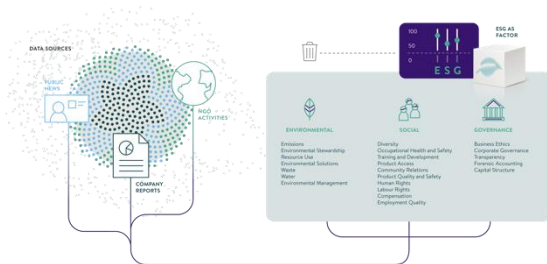 DATA SOURCES
PUBLIC
NEWS
NGO
ACTIVITIES
COMPANY
REPORTS
100
50
0
E S G
ESG AS
FACTOR
ENVIRONMENTAL
Emissions
Environmental Stewardship
Resource Use
Environmental Solutions
Waste
Water
Environmental Management
SOCIAL
Diversity
Occupational Health and Safety
Training and Development
Product Access
Community Relations
Product Quality and Safety
Human Rights
Labour Rights
Compensation
Employment Quality
GOVERNANCE
Business Ethics
Corporate Governance
Transparency
Forensic Accounting
Capital Structure